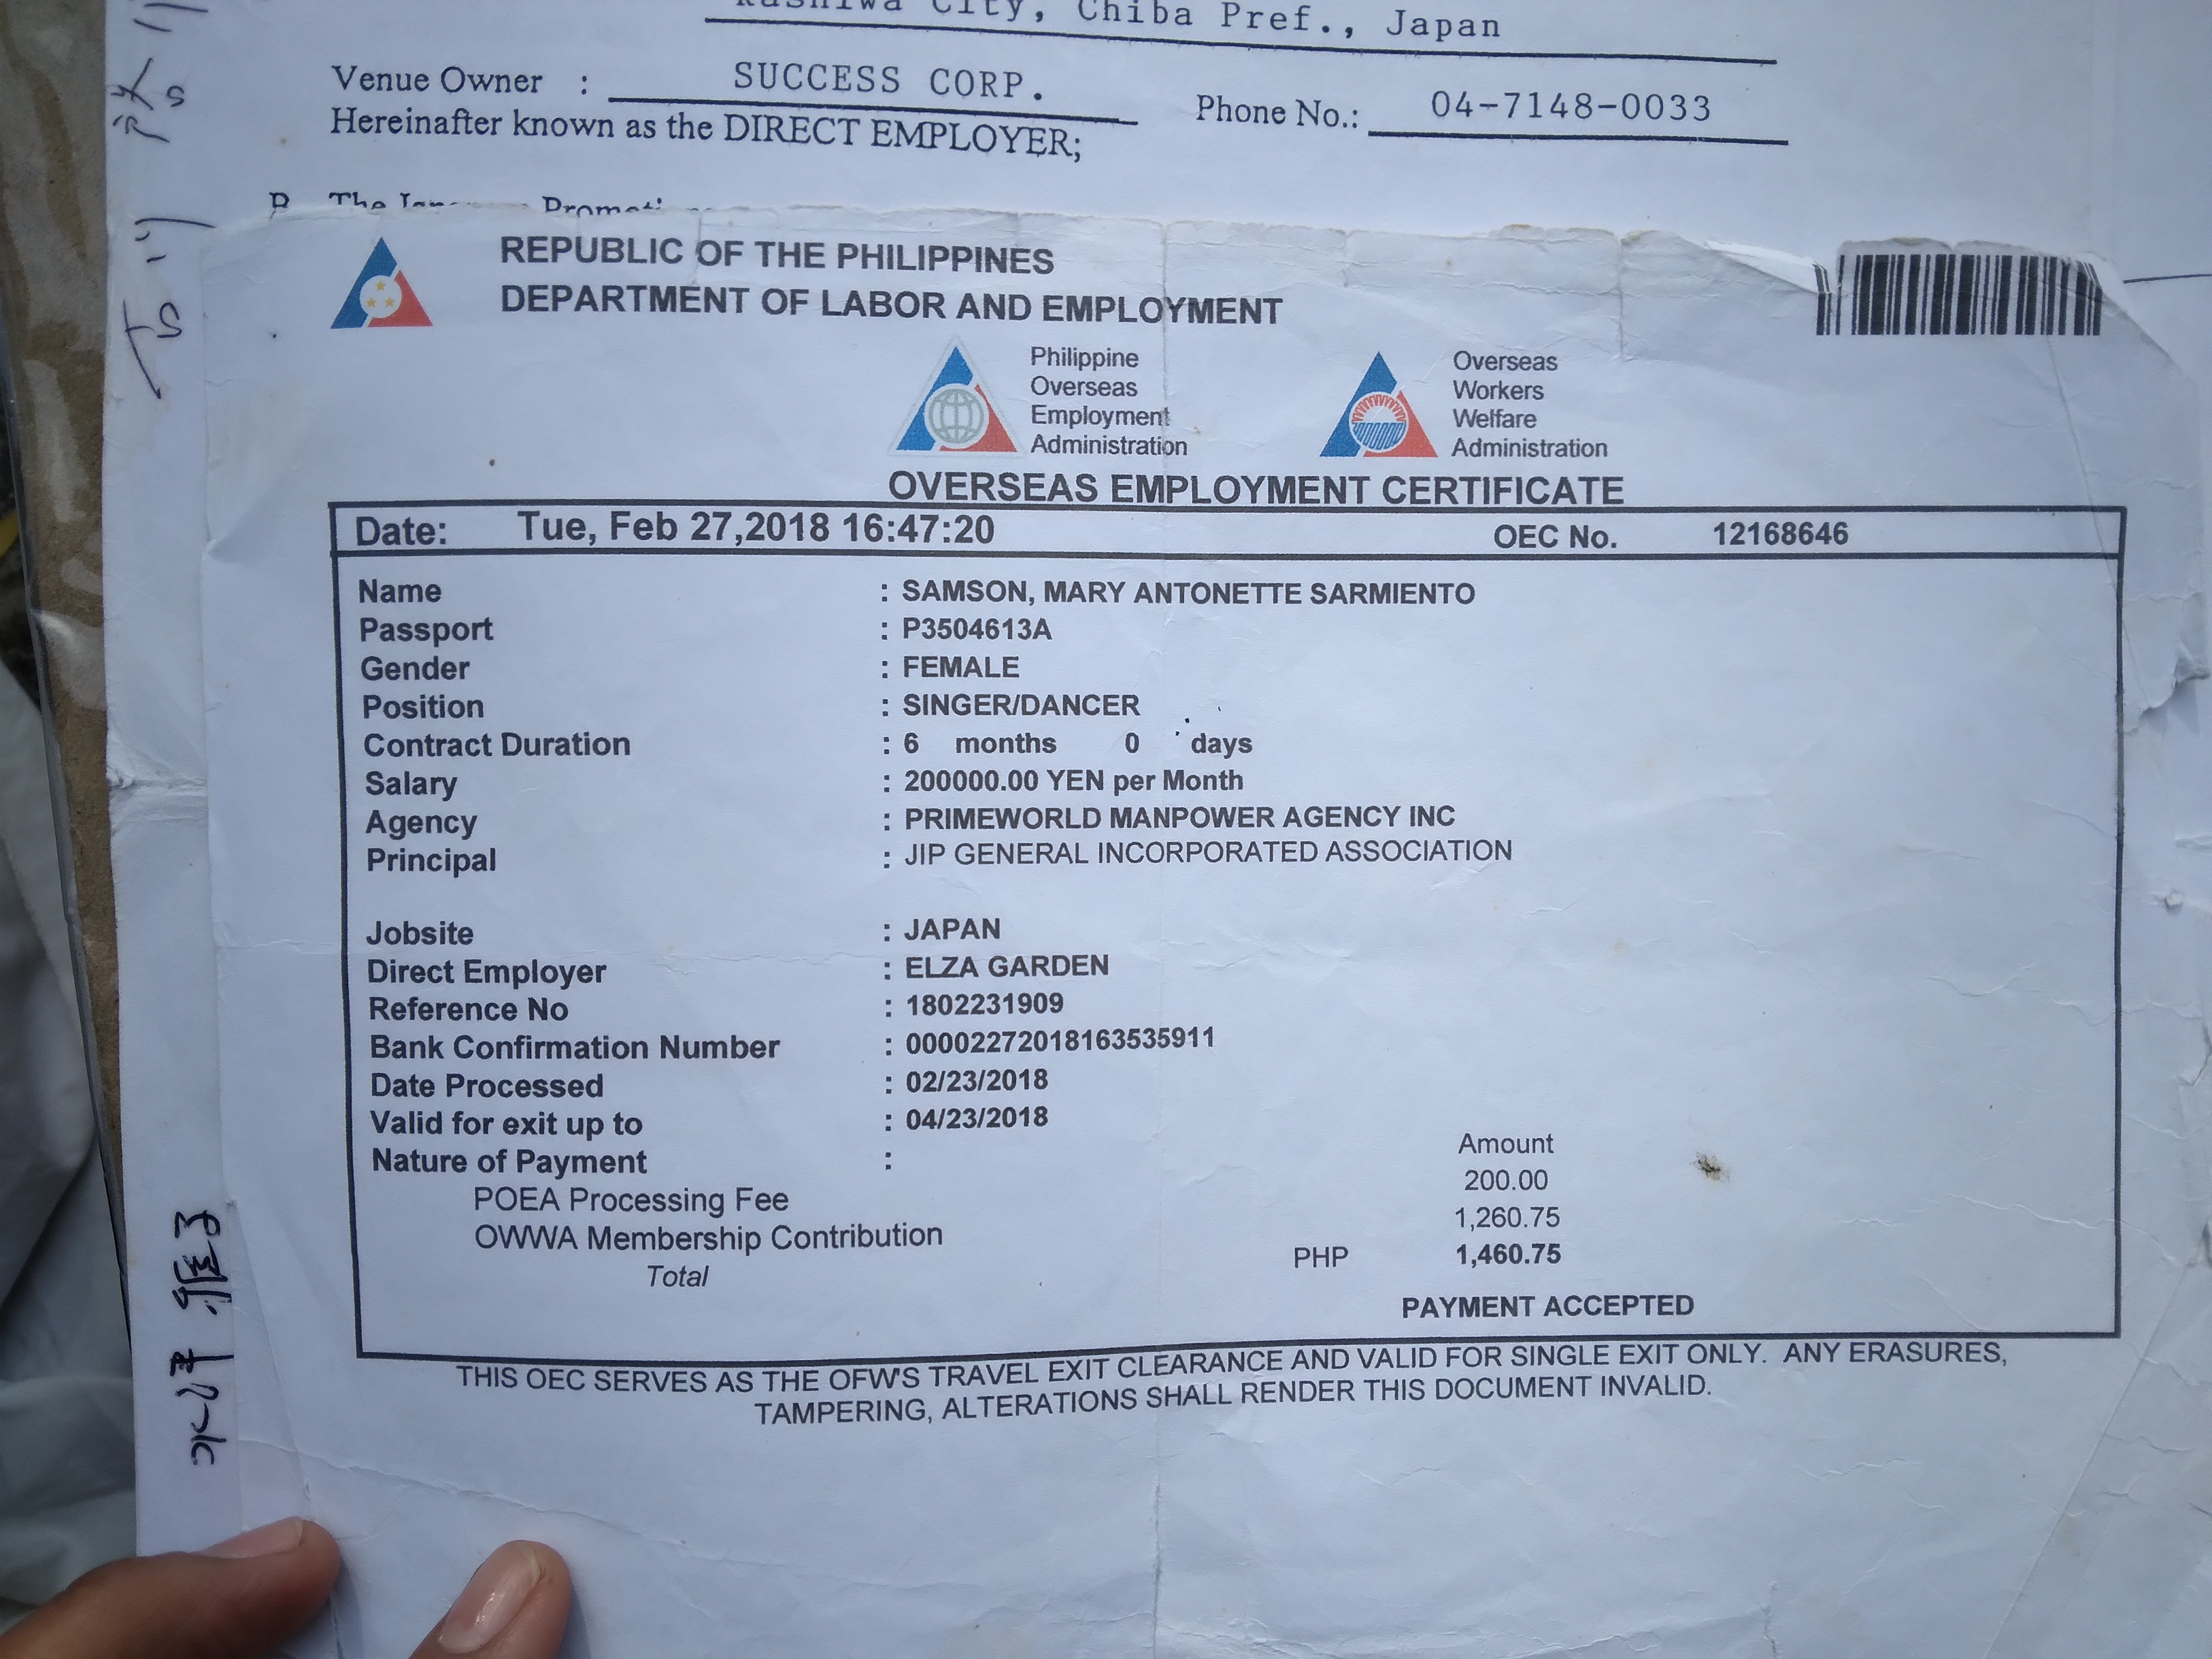 City, Chiba Pref., Japan
Venue Owner : SUCCESS CORP.
Phone No.: 04-7148-0033
Hereinafter known as the DIRECT EMPLOYER;
REPUBLIC OF THE PHILIPPINES
DEPARTMENT OF LABOR AND EMPLOYMENT
Philippine
Overseas
Employment
Administration
Overseas
Workers
Welfare
Administration
OVERSEAS EMPLOYMENT CERTIFICATE
Date: Tue, Feb 27,2018 16:47:20 OEC No. 12168646
Name : SAMSON, MARY ANTONETTE SARMIENTO
Passport : P3504613A
Gender : FEMALE
Position : SINGER/DANCER
Contract Duration : 6 months 0 days
Salary : 200000.00 YEN per Month
Agency : PRIMEWORLD MANPOWER AGENCY INC
Principal : JIP GENERAL INCORPORATED ASSOCIATION
Jobsite : JAPAN
Direct Employer : ELZA GARDEN
Reference No : 1802231909
Bank Confirmation Number : 00002272018163535911
Date Processed : 02/23/2018
Valid for exit up to : 04/23/2018
Nature of Payment : Amount
POEA Processing Fee 200.00
OWWA Membership Contribution 1,260.75
Total PHP 1,460.75
PAYMENT ACCEPTED
THIS OEC SERVES AS THE OFW'S TRAVEL EXIT CLEARANCE AND VALID FOR SINGLE EXIT ONLY. ANY ERASURES,
TAMPERING, ALTERATIONS SHALL RENDER THIS DOCUMENT INVALID.